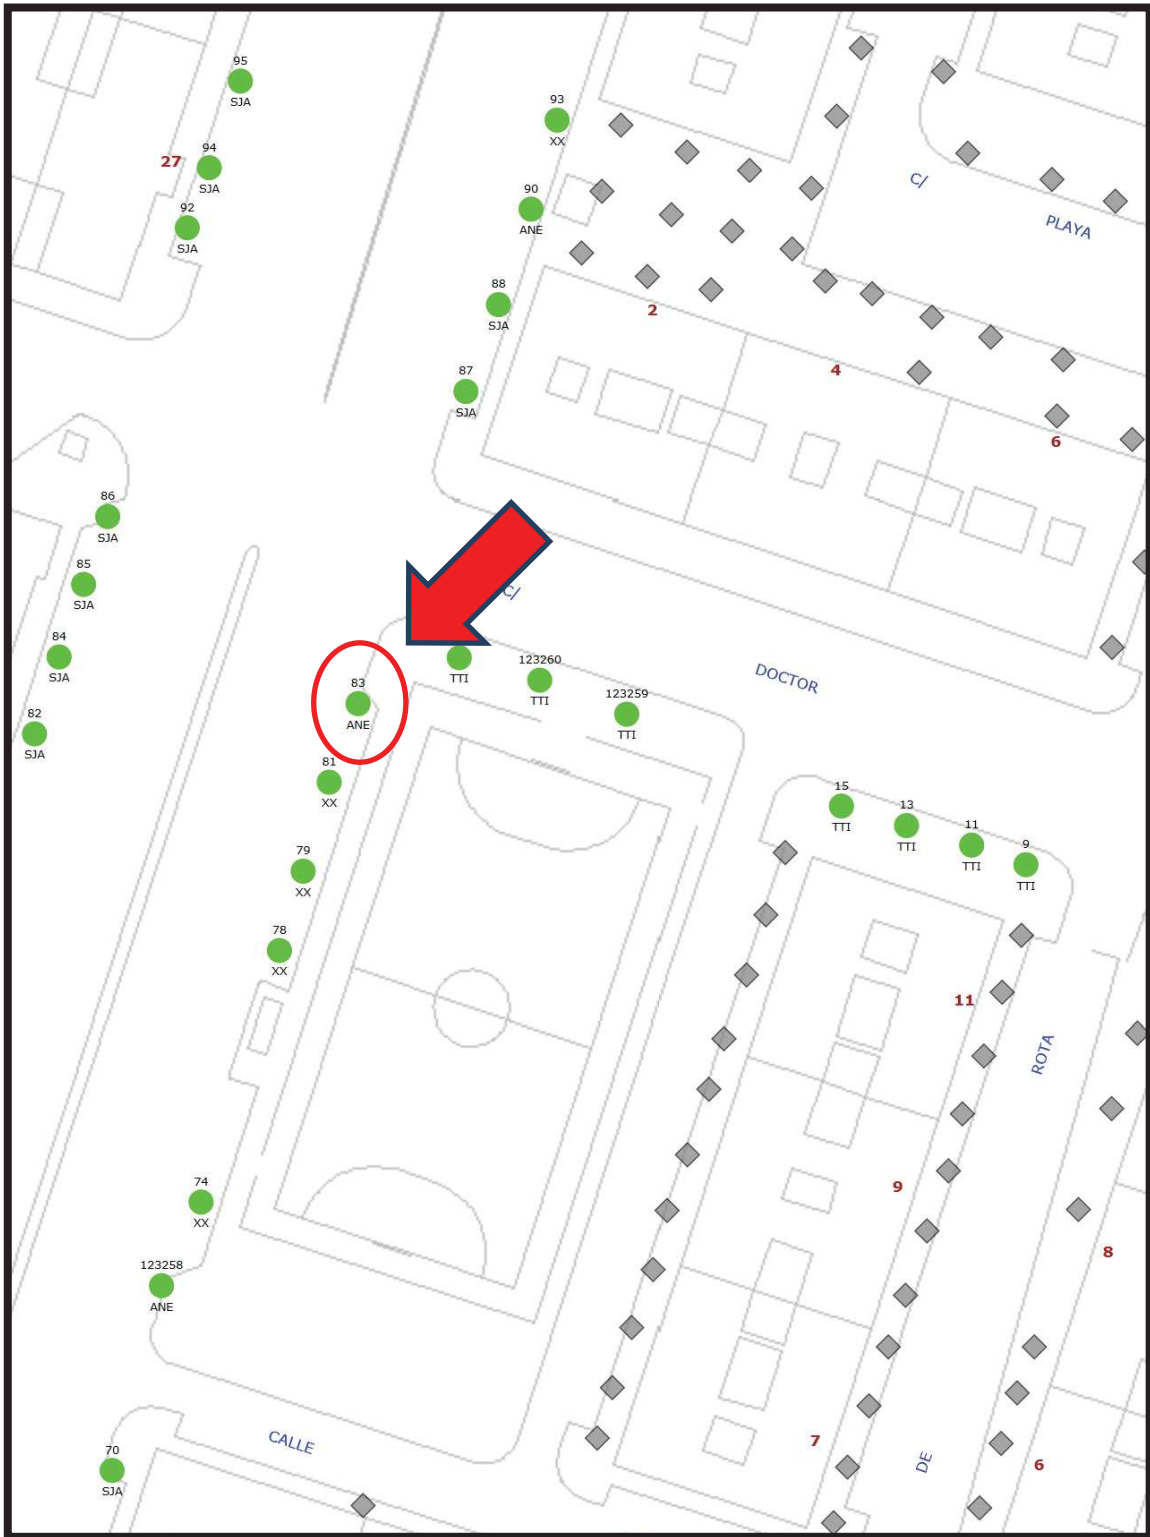 95
SJA
93
XX
94
SJA
27
C/
90
ANE
92
SJA
PLAYA
88
SJA
2
4
87
SJA
6
86
SJA
85
SJA
C/
84
SJA
TTI
123260
TTI
DOCTOR
83
ANE
123259
TTI
82
SJA
81
XX
15
TTI
13
TTI
11
TTI
9
TTI
79
XX
78
XX
11
ROTA
74
XX
9
8
123258
ANE
CALLE
7
DE
6
70
SJA